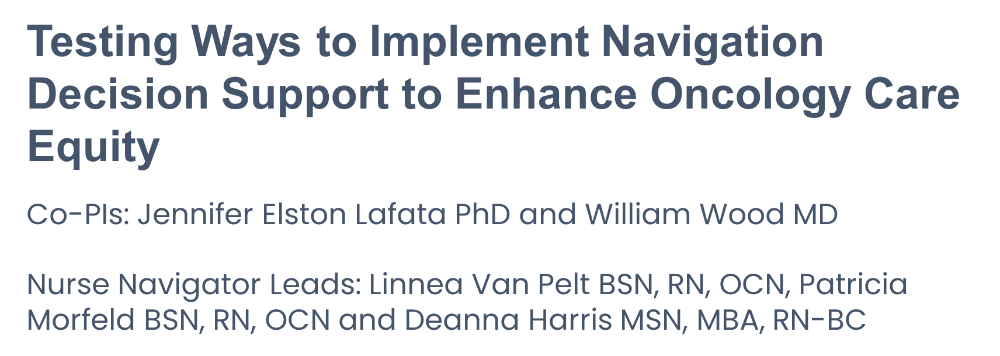 Testing Ways to Implement Navigation
Decision Support to Enhance Oncology Care
Equity
Co-PIs: Jennifer Elston Lafata PhD and William Wood MD
Nurse Navigator Leads: Linnea Van Pelt BSN, RN, OCN, Patricia
Morfeld BSN, RN, OCN and Deanna Harris MSN, MBA, RN-BC